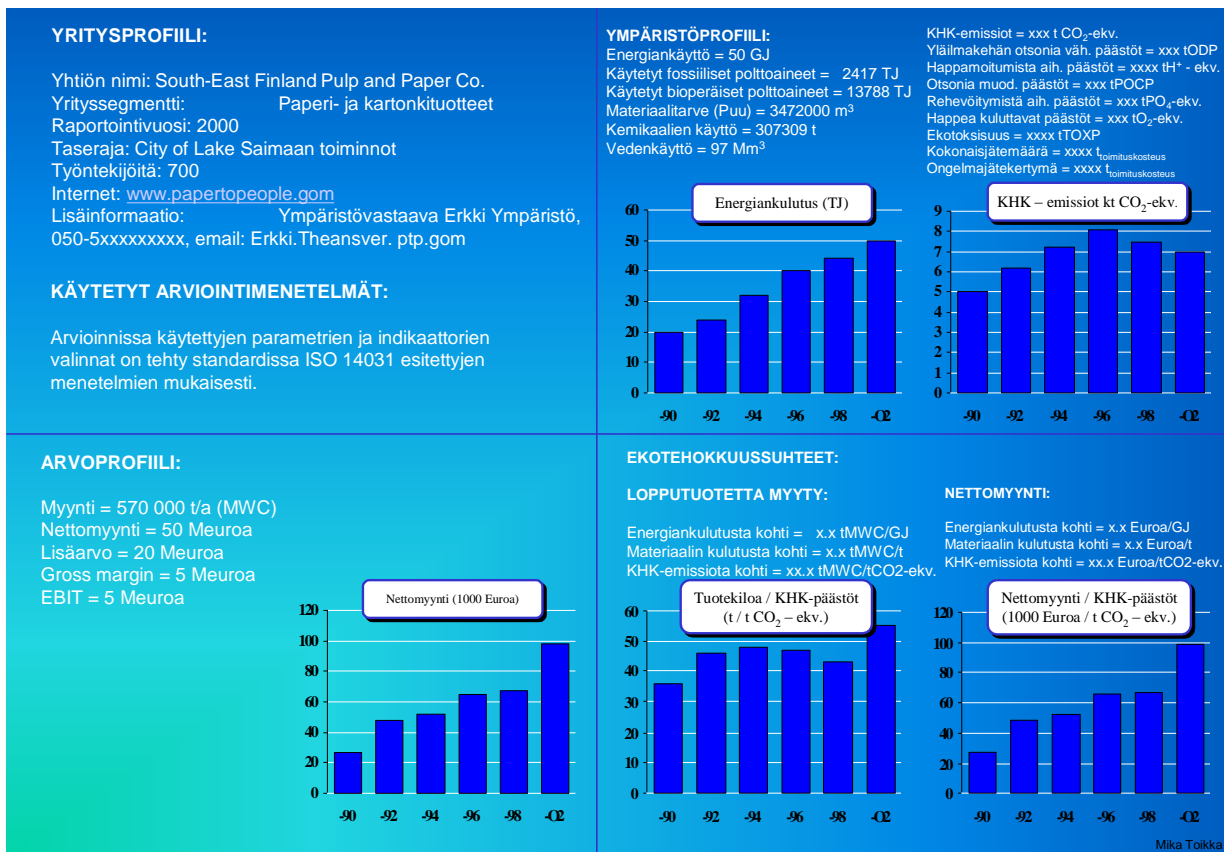 YRITYSPROFIILI:
Yhtiön nimi: South-East Finland Pulp and Paper Co.
Yrityssegmentti: Paperi- ja kartonkituotteet
Raportointivuosi: 2000
Taseraja: City of Lake Saimaan toiminnot
Työntekijöitä: 700
Internet: www.papertopeople.gom
Lisäinformaatio: Ympäristövastaava Erkki Ympäristö,
050-5xxxxxxxxx, email: Erkki.Theansver. ptp.gom
KÄYTETYT ARVIOINTIMENETELMÄT:
Arvioinnissa käytettyjen parametrien ja indikaattorien
valinnat on tehty standardissa ISO 14031 esitettyjen
menetelmien mukaisesti.
YMPÄRISTÖPROFIILI:
Energiankäyttö = 50 GJ
Käytetyt fossiiliset polttoaineet = 2417 TJ
Käytetyt bioperäiset polttoaineet = 13788 TJ
Materiaalitarve (Puu) = 3472000 m³
Kemikaalien käyttö = 307309 t
Vedenkäyttö = 97 Mm³
KHK-emissiot = xxx t CO₂-ekv.
Yläilmakehän otsonia väh. päästöt = xxx tODP
Happamoitumista aih. päästöt = xxxx tH⁺ - ekv.
Otsonia muod. päästöt = xxx tPOCP
Rehevöitymistä aih. päästöt = xxx tPO₄-ekv.
Happea kuluttavat päästöt = xxx tO₂-ekv.
Ekotoksisuus = xxxx tTOXP
Kokonaisjätemäärä = xxxx t toimituskosteus
Ongelmajätekertymä = xxxx t toimituskosteus
Energiankulutus (TJ)
60
50
40
30
20
10
0
-90 -92 -94 -96 -98 -O2
KHK – emissiot kt CO₂-ekv.
9
8
7
6
5
4
3
2
1
0
-90 -92 -94 -96 -98 -O2
ARVOPROFIILI:
Myynti = 570 000 t/a (MWC)
Nettomyynti = 50 Meuroa
Lisäarvo = 20 Meuroa
Gross margin = 5 Meuroa
EBIT = 5 Meuroa
Nettomyynti (1000 Euroa)
120
100
80
60
40
20
0
-90 -92 -94 -96 -98 -O2
EKOTEHOKKUUSSUHTEET:
LOPPUTUOTETTA MYYTY:
Energiankulutusta kohti = x.x tMWC/GJ
Materiaalin kulutusta kohti = x.x tMWC/t
KHK-emissiota kohti = xx.x tMWC/tCO2-ekv.
NETTOMYYNTI:
Energiankulutusta kohti = x.x Euroa/GJ
Materiaalin kulutusta kohti = x.x Euroa/t
KHK-emissiota kohti = xx.x Euroa/tCO2-ekv.
Tuotekiloa / KHK-päästöt
(t / t CO₂ – ekv.)
60
50
40
30
20
10
0
-90 -92 -94 -96 -98 -O2
Nettomyynti / KHK-päästöt
(1000 Euroa / t CO₂ – ekv.)
120
100
80
60
40
20
0
-90 -92 -94 -96 -98 -O2
Mika Toikka